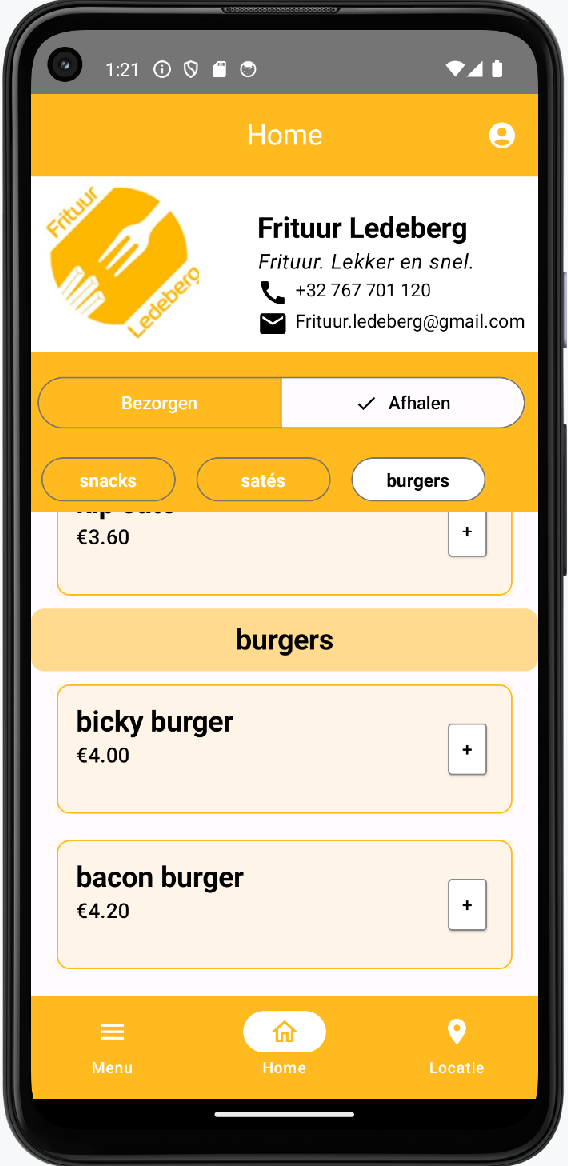 1:21
Home
Frituur
Ledeberg
Frituur Ledeberg
Frituur. Lekker en snel.
+32 767 701 120
Frituur.ledeberg@gmail.com
Bezorgen
Afhalen
snacks satés burgers
€3.60
+
burgers
bicky burger
€4.00
+
bacon burger
€4.20
+
Menu Home Locatie